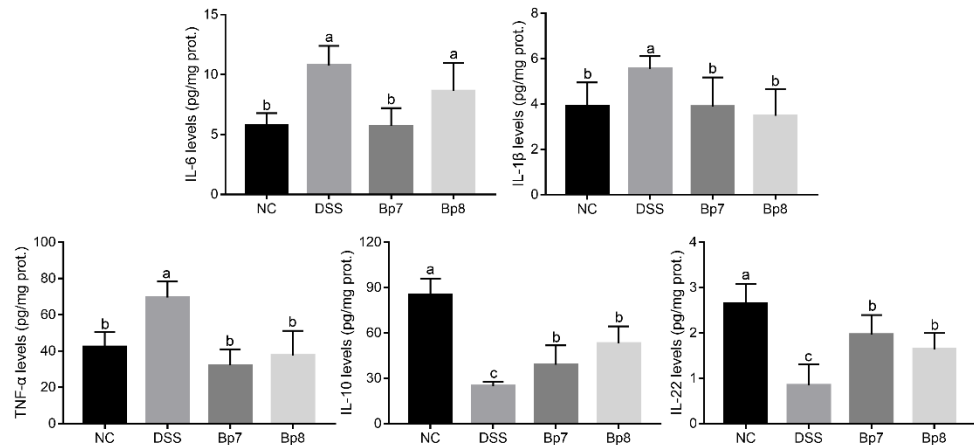 IL-6 levels (pg/mg prot.)
15
10
5
0
a
a
b
b
NC DSS Bp7 Bp8
IL-1β levels (pg/mg prot.)
8
6
4
2
0
a
b
b
b
NC DSS Bp7 Bp8
TNF-α levels (pg/mg prot.)
100
80
60
40
20
0
b
a
b
b
NC DSS Bp7 Bp8
IL-10 levels (pg/mg prot.)
120
90
60
30
0
a
c
b
b
NC DSS Bp7 Bp8
IL-22 levels (pg/mg prot.)
4
3
2
1
0
a
c
b
b
NC DSS Bp7 Bp8